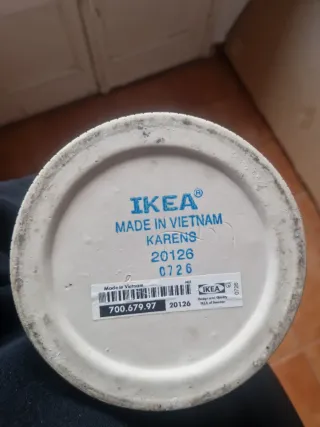 IKEA®
MADE IN VIETNAM
KARENS
20126
0726
Made in Vietnam
700.679.97 20126
IKEA